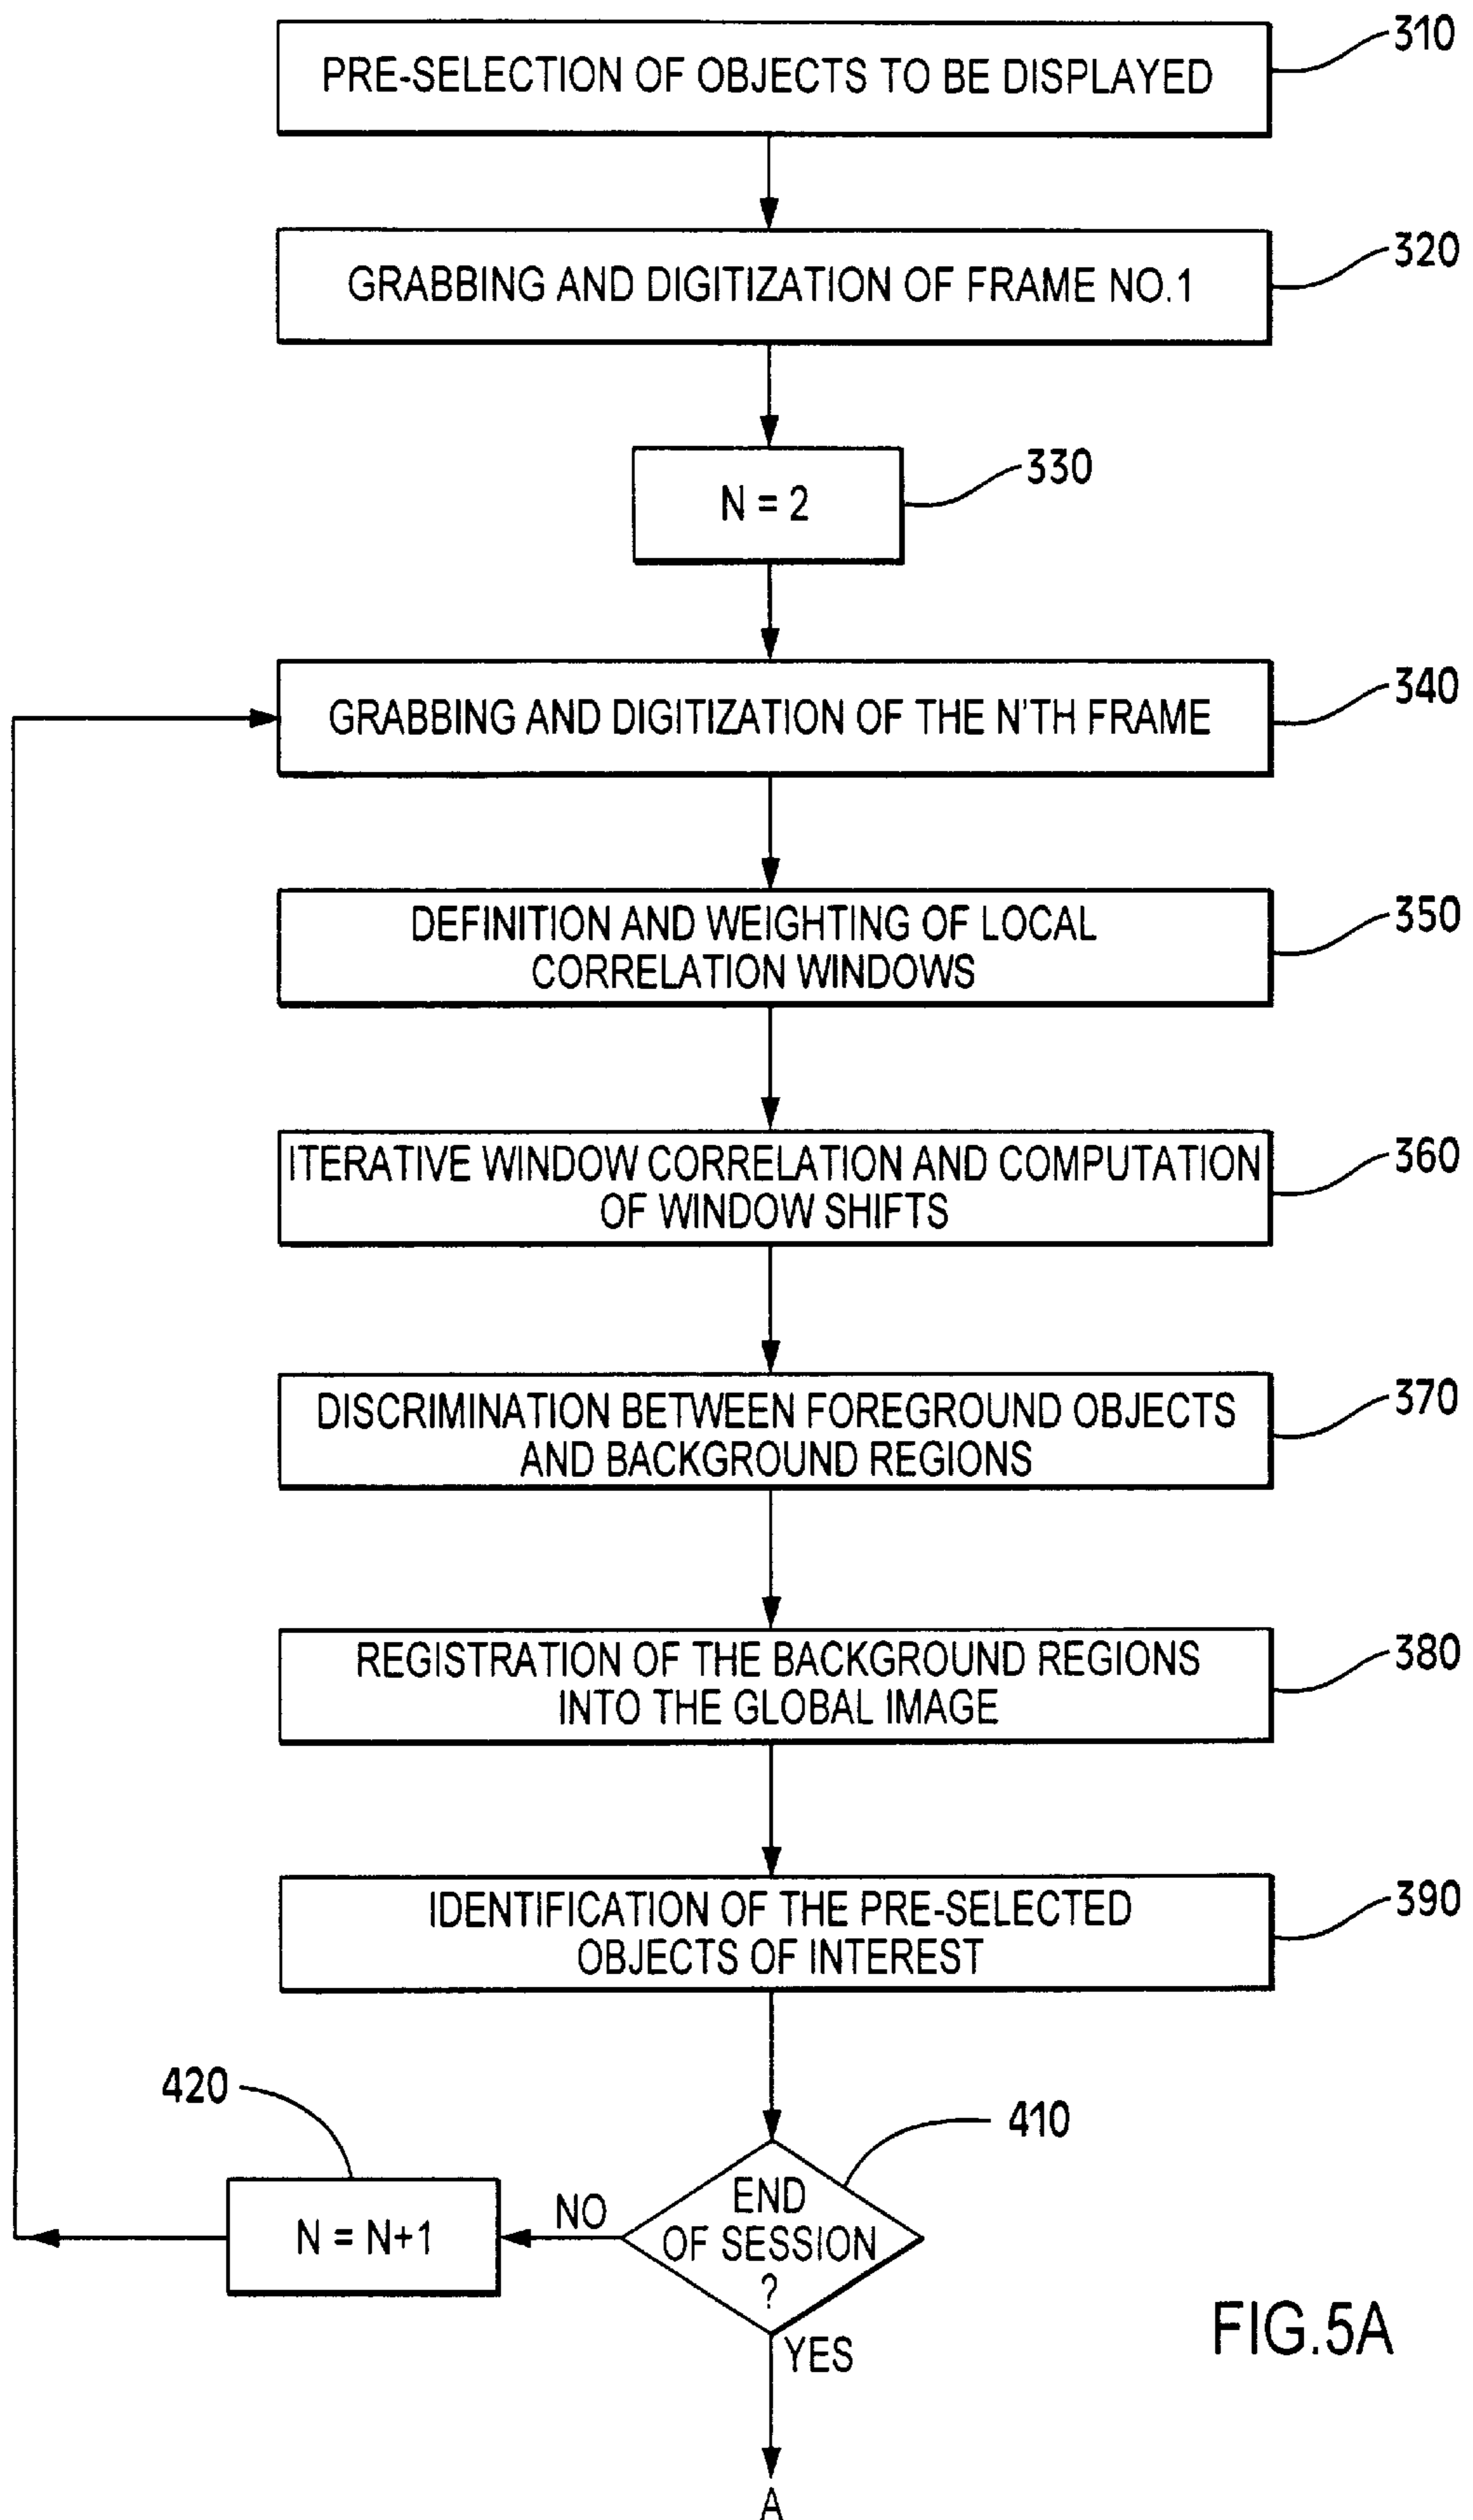 310
PRE-SELECTION OF OBJECTS TO BE DISPLAYED
320
GRABBING AND DIGITIZATION OF FRAME NO.1
330
N = 2
340
GRABBING AND DIGITIZATION OF THE N'TH FRAME
350
DEFINITION AND WEIGHTING OF LOCAL
CORRELATION WINDOWS
360
ITERATIVE WINDOW CORRELATION AND COMPUTATION
OF WINDOW SHIFTS
370
DISCRIMINATION BETWEEN FOREGROUND OBJECTS
AND BACKGROUND REGIONS
380
REGISTRATION OF THE BACKGROUND REGIONS
INTO THE GLOBAL IMAGE
390
IDENTIFICATION OF THE PRE-SELECTED
OBJECTS OF INTEREST
420
410
END
OF SESSION
?
NO
N = N+1
YES
FIG.5A
A